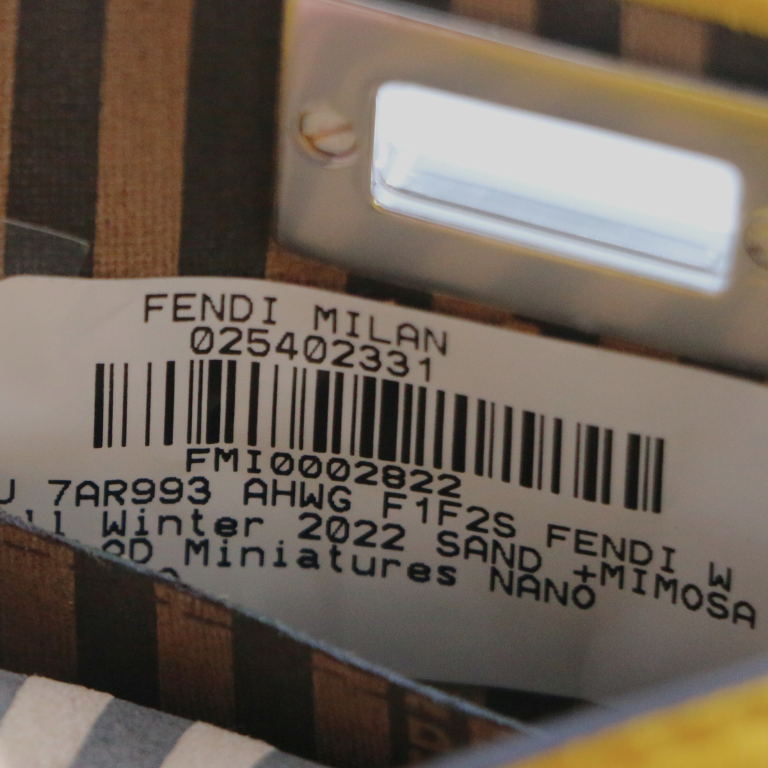 FENDI MILAN
025402331
FMI0002822
7AR993 AHWG F1F2S FENDI W
Winter 2022 SAND +MIMOSA
Miniatures NANO